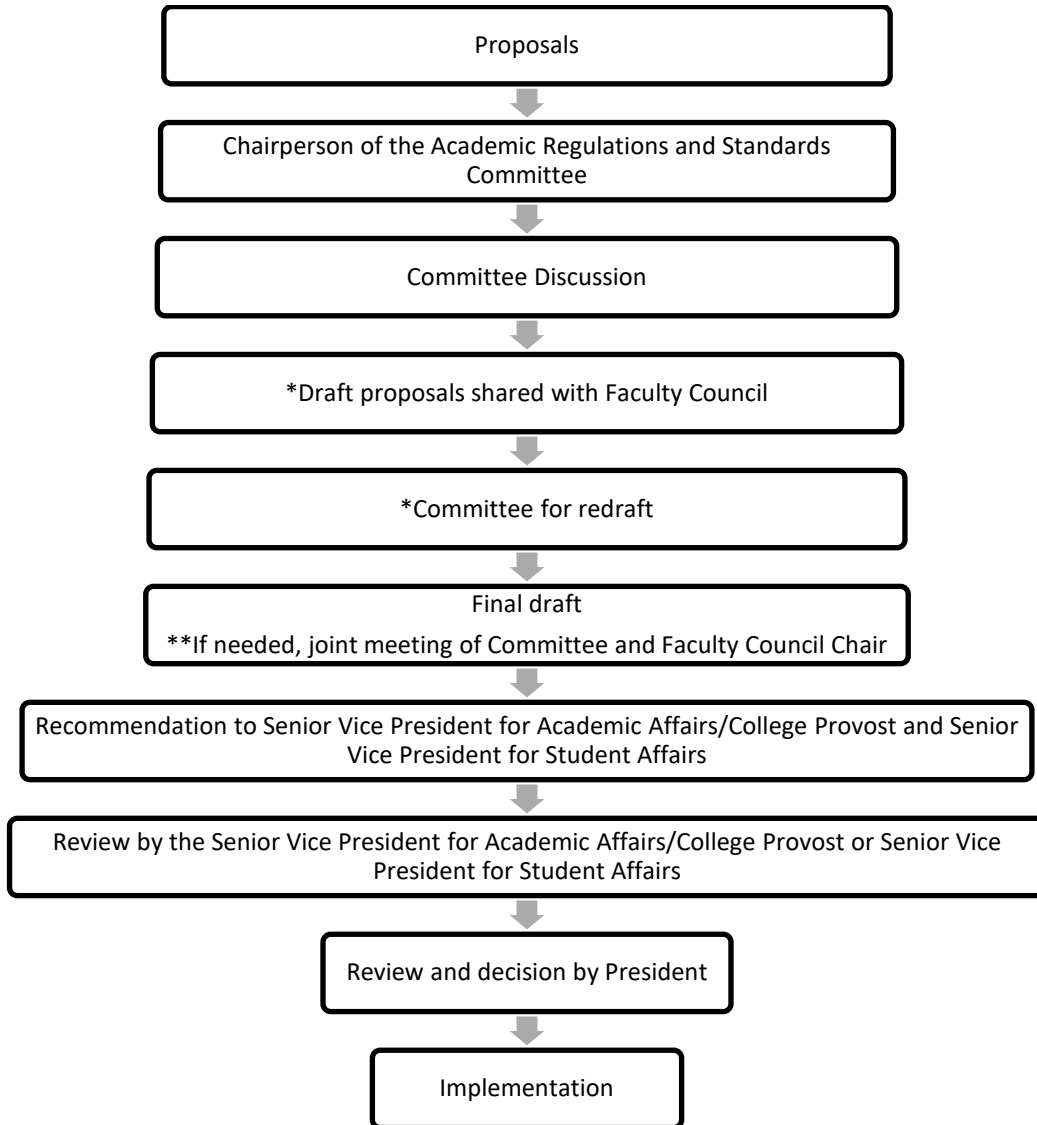 Proposals
Chairperson of the Academic Regulations and Standards
Committee
Committee Discussion
*Draft proposals shared with Faculty Council
*Committee for redraft
Final draft
**If needed, joint meeting of Committee and Faculty Council Chair
Recommendation to Senior Vice President for Academic Affairs/College Provost and Senior
Vice President for Student Affairs
Review by the Senior Vice President for Academic Affairs/College Provost or Senior Vice
President for Student Affairs
Review and decision by President
Implementation